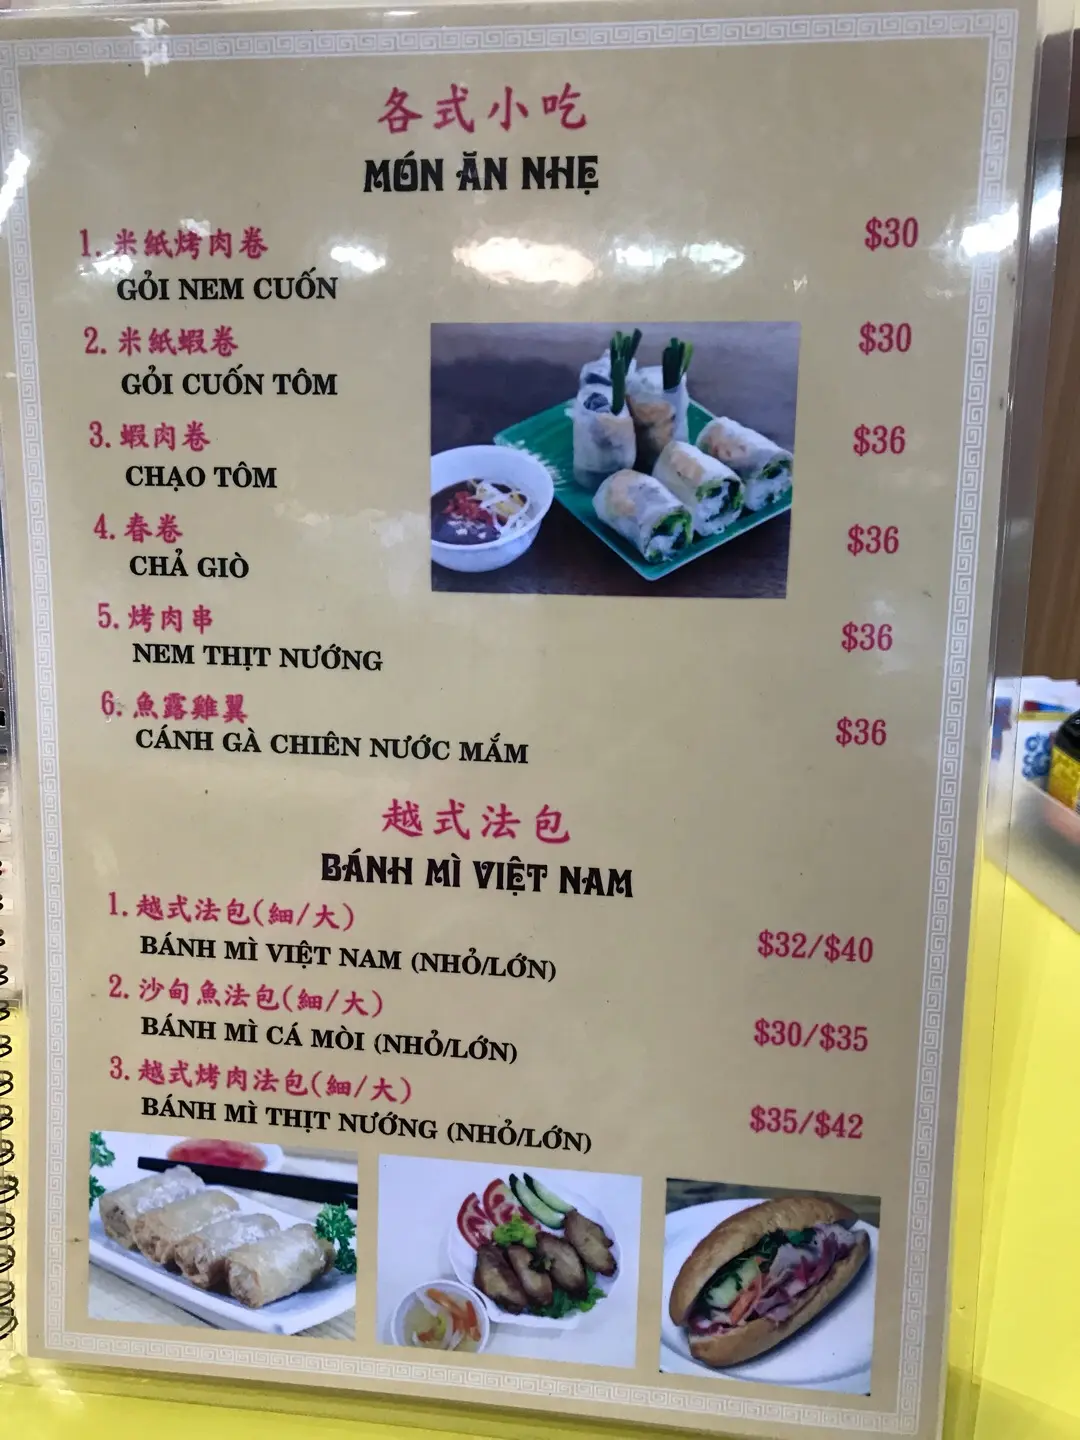 各式小吃
MÓN ĂN NHẸ
1. 米紙烤肉卷 $30
GỎI NEM CUỐN
2. 米紙蝦卷 $30
GỎI CUỐN TÔM
3. 蝦肉卷 $36
CHẠO TÔM
4. 春卷 $36
CHẢ GIÒ
5. 烤肉串 $36
NEM THỊT NƯỚNG
6. 魚露雞翼 $36
CÁNH GÀ CHIÊN NƯỚC MẮM
越式法包
BÁNH MÌ VIỆT NAM
1. 越式法包(細/大) $32/$40
BÁNH MÌ VIỆT NAM (NHỎ/LỚN)
2. 沙甸魚法包(細/大) $30/$35
BÁNH MÌ CÁ MÒI (NHỎ/LỚN)
3. 越式烤肉法包(細/大) $35/$42
BÁNH MÌ THỊT NƯỚNG (NHỎ/LỚN)